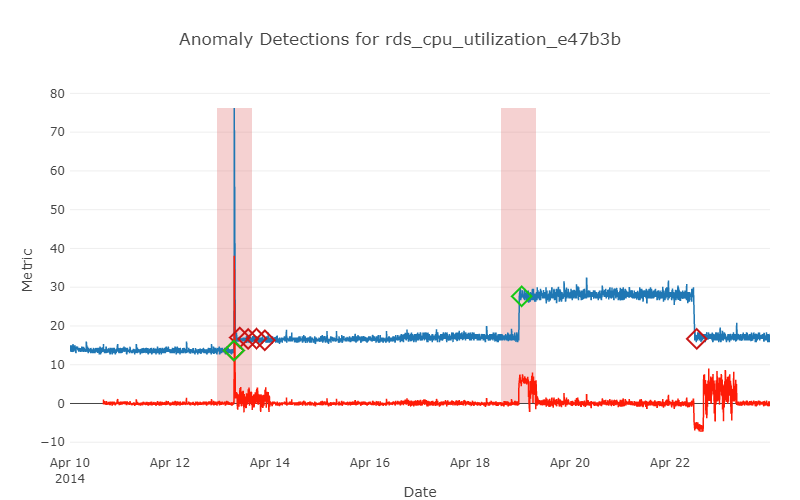 Anomaly Detections for rds_cpu_utilization_e47b3b
80
70
60
50
40
30
20
10
0
−10
Metric
Apr 10 Apr 12 Apr 14 Apr 16 Apr 18 Apr 20 Apr 22
2014
Date